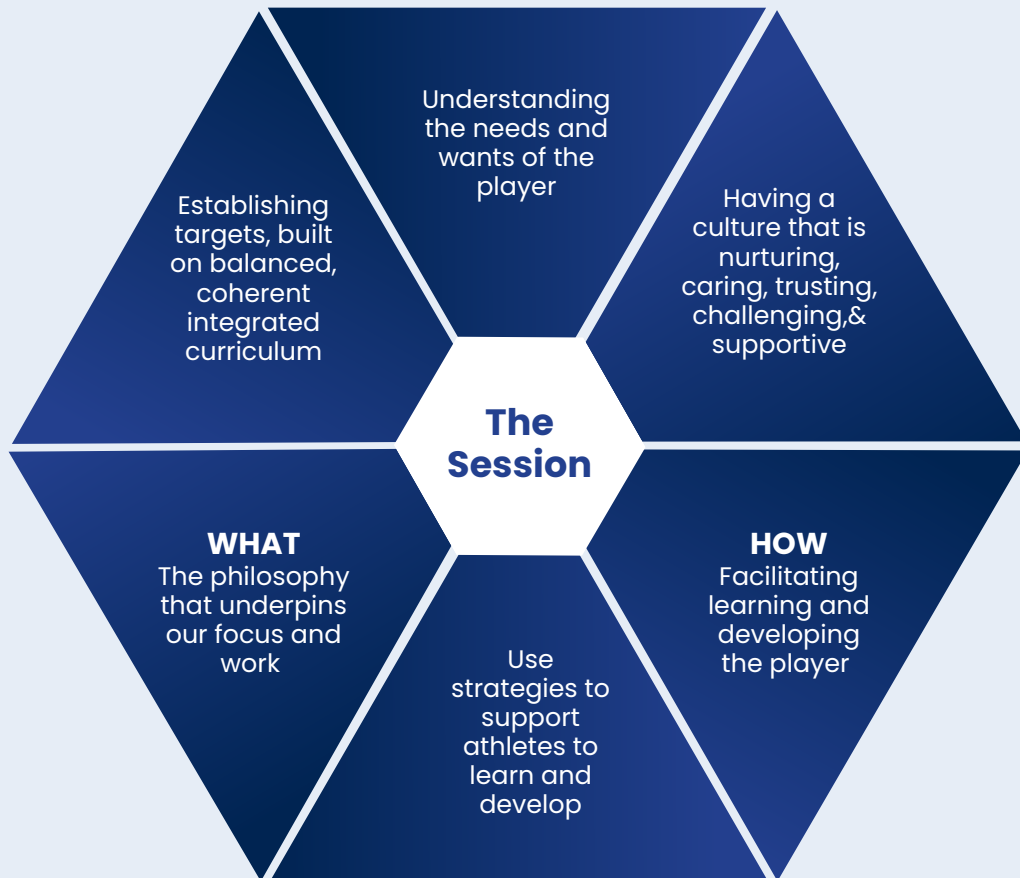 Understanding
the needs and
wants of the
player
Having a
culture that is
nurturing,
caring, trusting,
challenging,&
supportive
HOW
Facilitating
learning and
developing
the player
Use
strategies to
support
athletes to
learn and
develop
WHAT
The philosophy
that underpins
our focus and
work
Establishing
targets, built
on balanced,
coherent
integrated
curriculum
The
Session